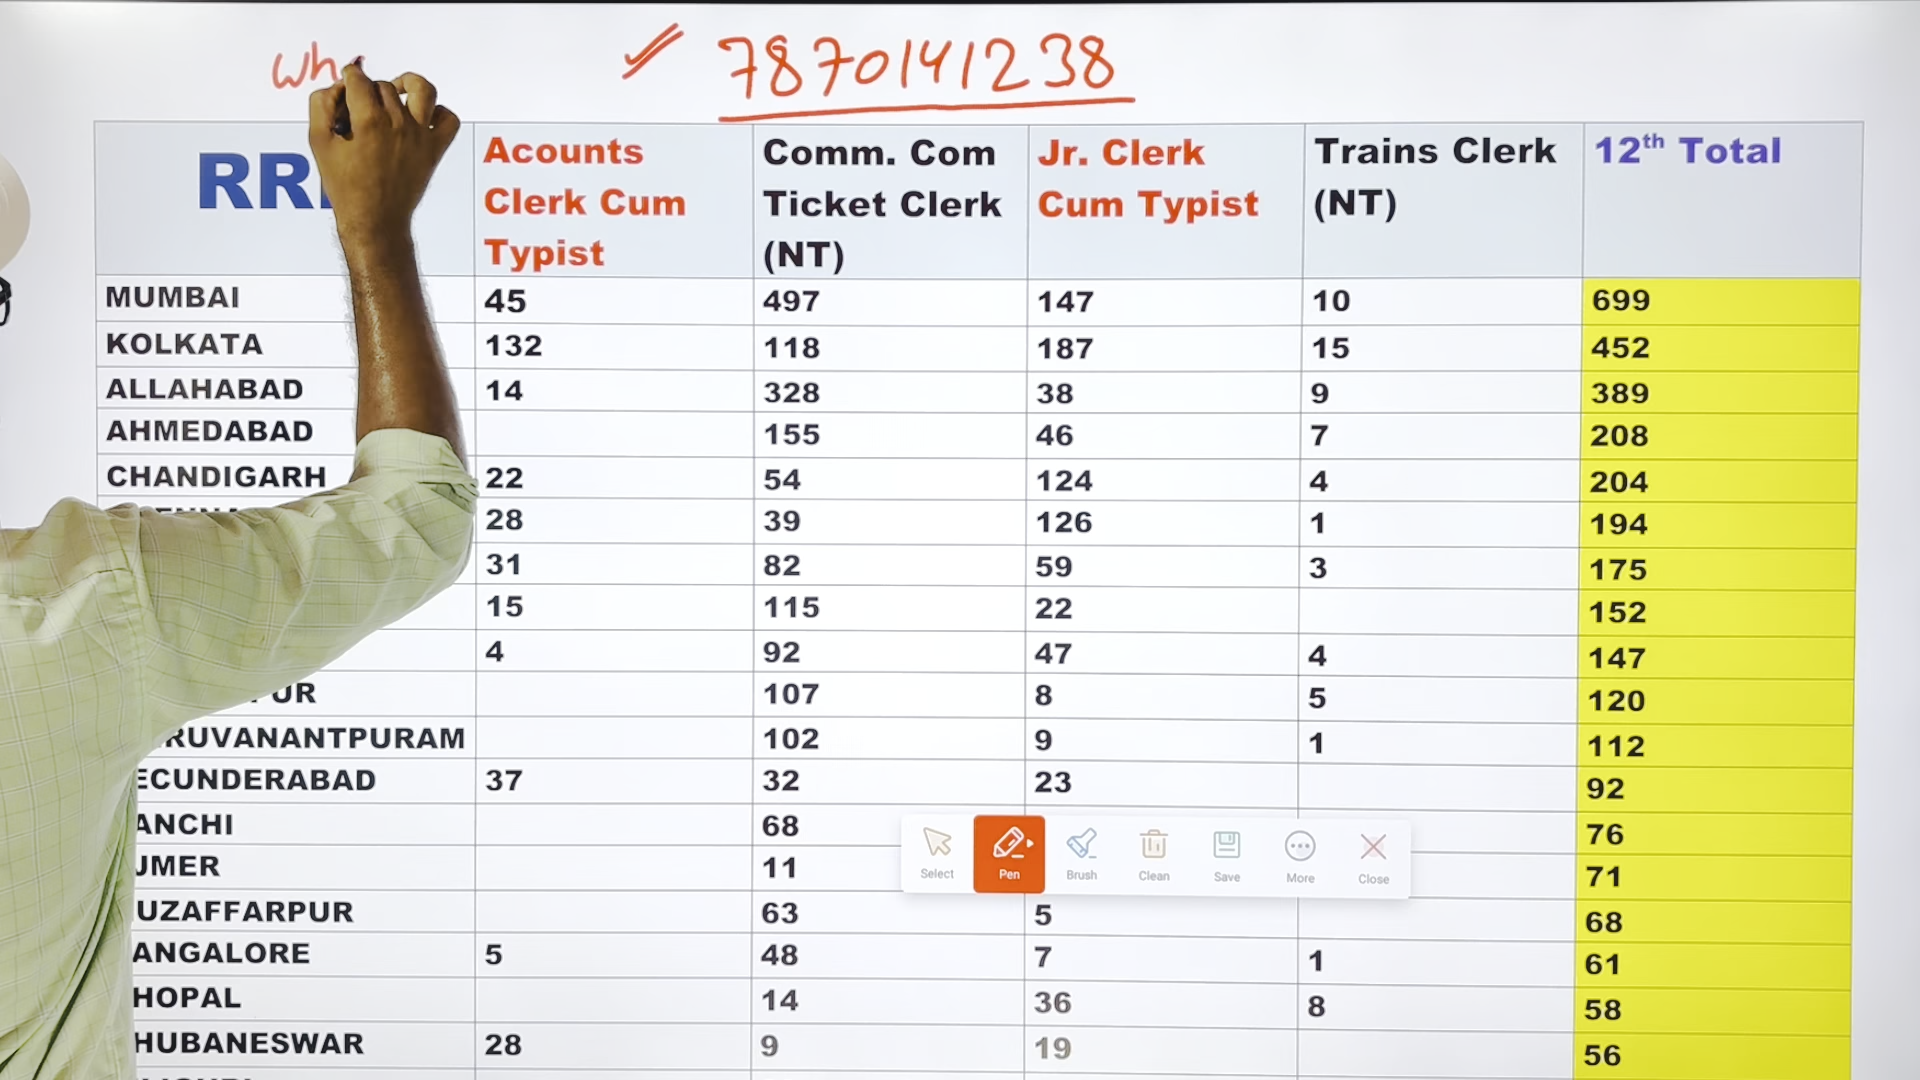 7870141238
Acounts Clerk Cum Typist
Comm. Com Ticket Clerk (NT)
Jr. Clerk Cum Typist
Trains Clerk (NT)
12th Total
MUMBAI 45 497 147 10 699
KOLKATA 132 118 187 15 452
ALLAHABAD 14 328 38 9 389
AHMEDABAD 155 46 7 208
CHANDIGARH 22 54 124 4 204
28 39 126 1 194
31 82 59 3 175
15 115 22 152
4 92 47 4 147
107 8 5 120
RUVANANTPURAM 102 9 1 112
ECUNDERABAD 37 32 23 92
ANCHI 68 76
JMER 11 71
UZAFFARPUR 63 5 68
ANGALORE 5 48 7 1 61
HOPAL 14 36 8 58
HUBANESWAR 28 9 19 56
Select Pen Brush Clean Save More Close